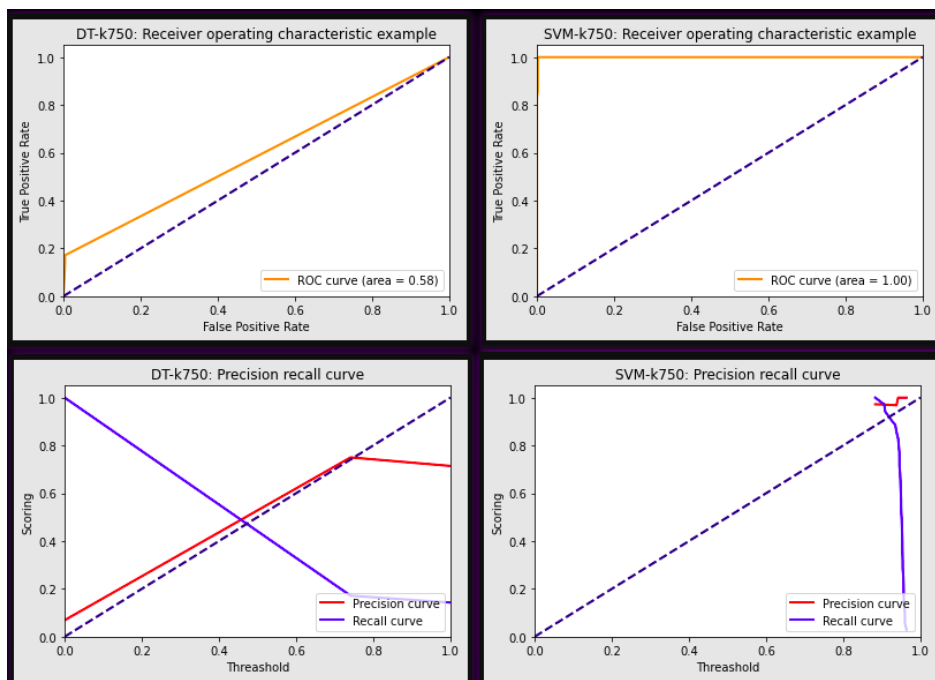 DT-k750: Receiver operating characteristic example
1.0
0.8
0.6
0.4
0.2
0.0
True Positive Rate
0.0 0.2 0.4 0.6 0.8 1.0
False Positive Rate
ROC curve (area = 0.58)
SVM-k750: Receiver operating characteristic example
1.0
0.8
0.6
0.4
0.2
0.0
True Positive Rate
0.0 0.2 0.4 0.6 0.8 1.0
False Positive Rate
ROC curve (area = 1.00)
DT-k750: Precision recall curve
1.0
0.8
0.6
0.4
0.2
0.0
Scoring
0.0 0.2 0.4 0.6 0.8 1.0
Threashold
Precision curve
Recall curve
SVM-k750: Precision recall curve
1.0
0.8
0.6
0.4
0.2
0.0
Scoring
0.0 0.2 0.4 0.6 0.8 1.0
Threashold
Precision curve
Recall curve